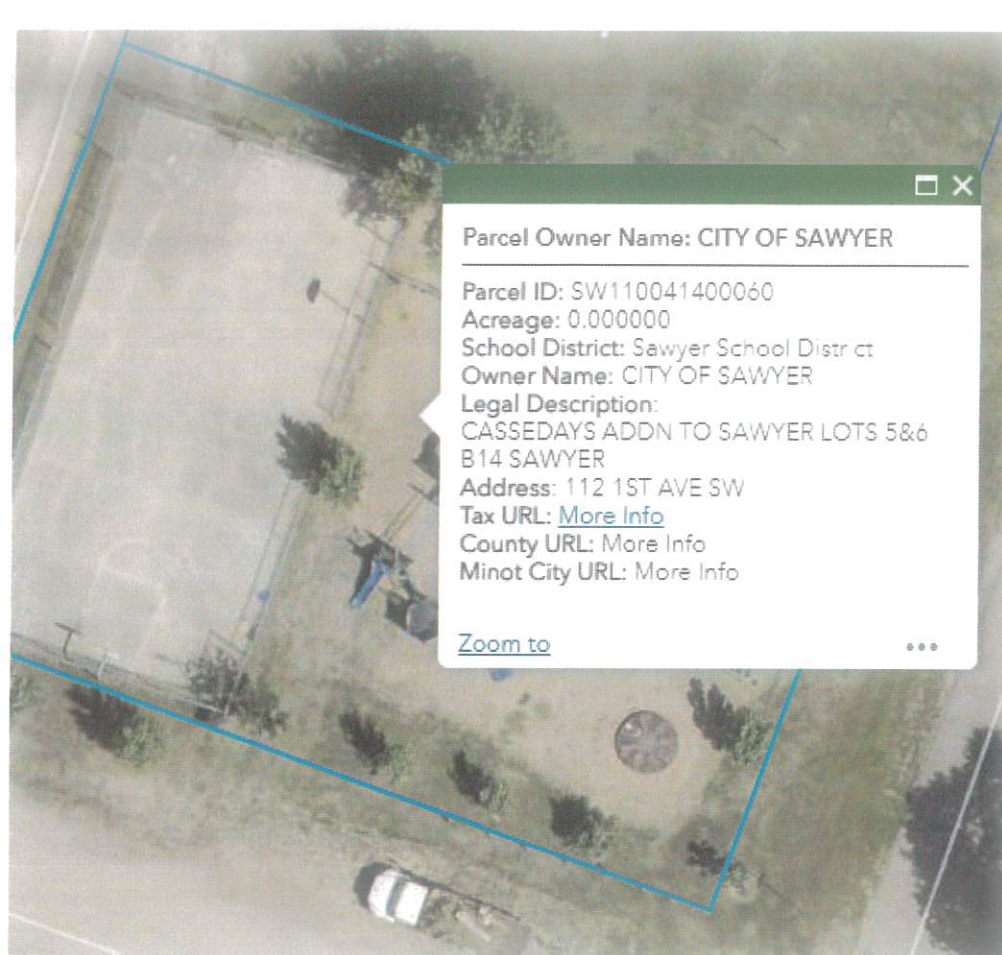 Parcel Owner Name: CITY OF SAWYER
Parcel ID: SW110041400060
Acreage: 0.000000
School District: Sawyer School District
Owner Name: CITY OF SAWYER
Legal Description:
CASSEDAYS ADDN TO SAWYER LOTS 5&6
B14 SAWYER
Address: 112 1ST AVE SW
Tax URL: More Info
County URL: More Info
Minot City URL: More Info
Zoom to